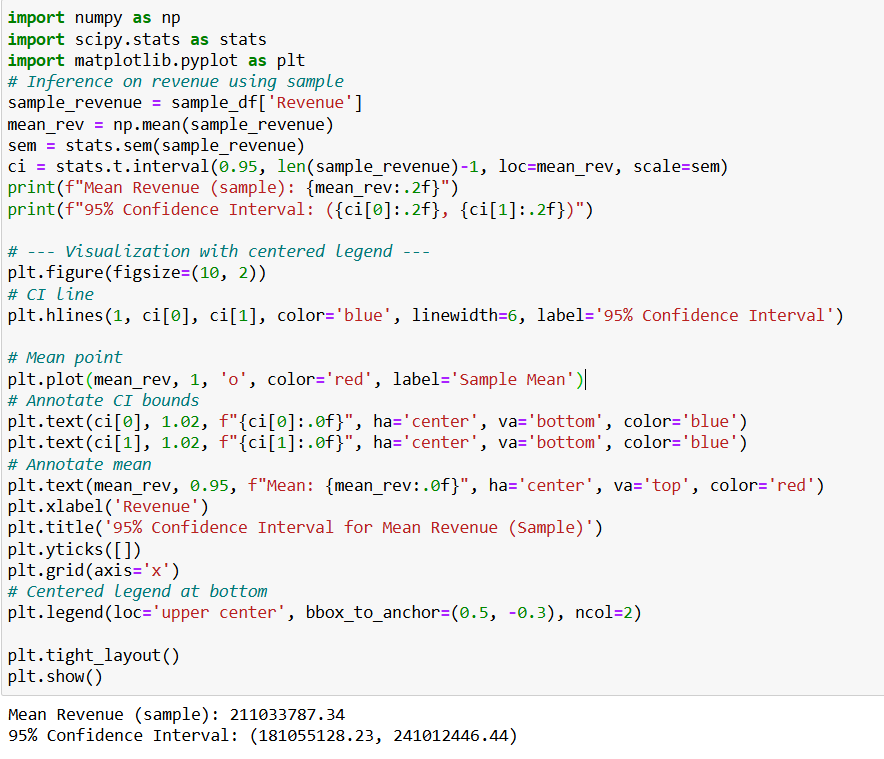 import numpy as np
import scipy.stats as stats
import matplotlib.pyplot as plt
# Inference on revenue using sample
sample_revenue = sample_df['Revenue']
mean_rev = np.mean(sample_revenue)
sem = stats.sem(sample_revenue)
ci = stats.t.interval(0.95, len(sample_revenue)-1, loc=mean_rev, scale=sem)
print(f"Mean Revenue (sample): {mean_rev:.2f}")
print(f"95% Confidence Interval: ({ci[0]:.2f}, {ci[1]:.2f})")
# --- Visualization with centered legend ---
plt.figure(figsize=(10, 2))
# CI line
plt.hlines(1, ci[0], ci[1], color='blue', linewidth=6, label='95% Confidence Interval')
# Mean point
plt.plot(mean_rev, 1, 'o', color='red', label='Sample Mean')
# Annotate CI bounds
plt.text(ci[0], 1.02, f"{ci[0]:.0f}", ha='center', va='bottom', color='blue')
plt.text(ci[1], 1.02, f"{ci[1]:.0f}", ha='center', va='bottom', color='blue')
# Annotate mean
plt.text(mean_rev, 0.95, f"Mean: {mean_rev:.0f}", ha='center', va='top', color='red')
plt.xlabel('Revenue')
plt.title('95% Confidence Interval for Mean Revenue (Sample)')
plt.yticks([])
plt.grid(axis='x')
# Centered legend at bottom
plt.legend(loc='upper center', bbox_to_anchor=(0.5, -0.3), ncol=2)
plt.tight_layout()
plt.show()
Mean Revenue (sample): 211033787.34
95% Confidence Interval: (181055128.23, 241012446.44)